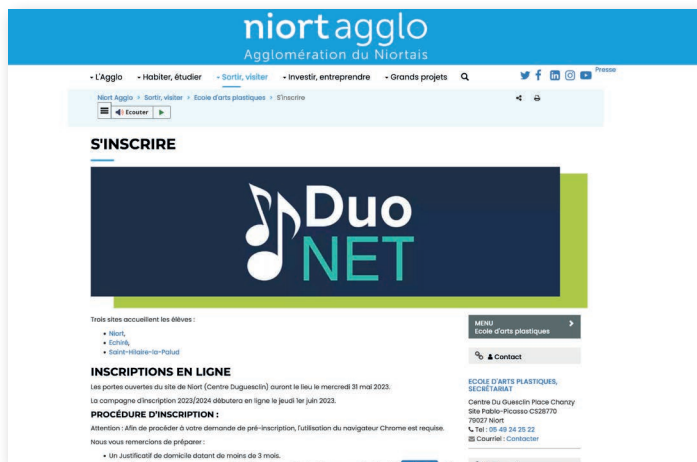 niortagglo
Agglomération du Niortais
L'Agglo Habiter, étudier Sortir, visiter Investir, entreprendre Grands projets Presse
Niort Agglo > Sortir, visiter > Ecole d'arts plastiques > S'inscrire
Ecouter
S'INSCRIRE
Duo
NET
Trois sites accueillent les élèves :
• Niort,
• Echiré,
• Saint-Hilaire-la-Palud
INSCRIPTIONS EN LIGNE
Les portes ouvertes du site de Niort (Centre Duguesclin) auront le lieu le mercredi 31 mai 2023.
La campagne d'inscription 2023/2024 débutera en ligne le jeudi 1er juin 2023.
PROCÉDURE D'INSCRIPTION :
Attention : Afin de procéder à votre demande de pré-inscription, l'utilisation du navigateur Chrome est requise.
Nous vous remercions de préparer :
• Un Justificatif de domicile datant de moins de 3 mois.
MENU
Ecole d'arts plastiques
Contact
ECOLE D'ARTS PLASTIQUES,
SECRÉTARIAT
Centre Du Guesclin Place Chanzy
Site Pablo-Picasso CS28770
79027 Niort
Tel : 05 49 24 25 22
Courriel : Contacter